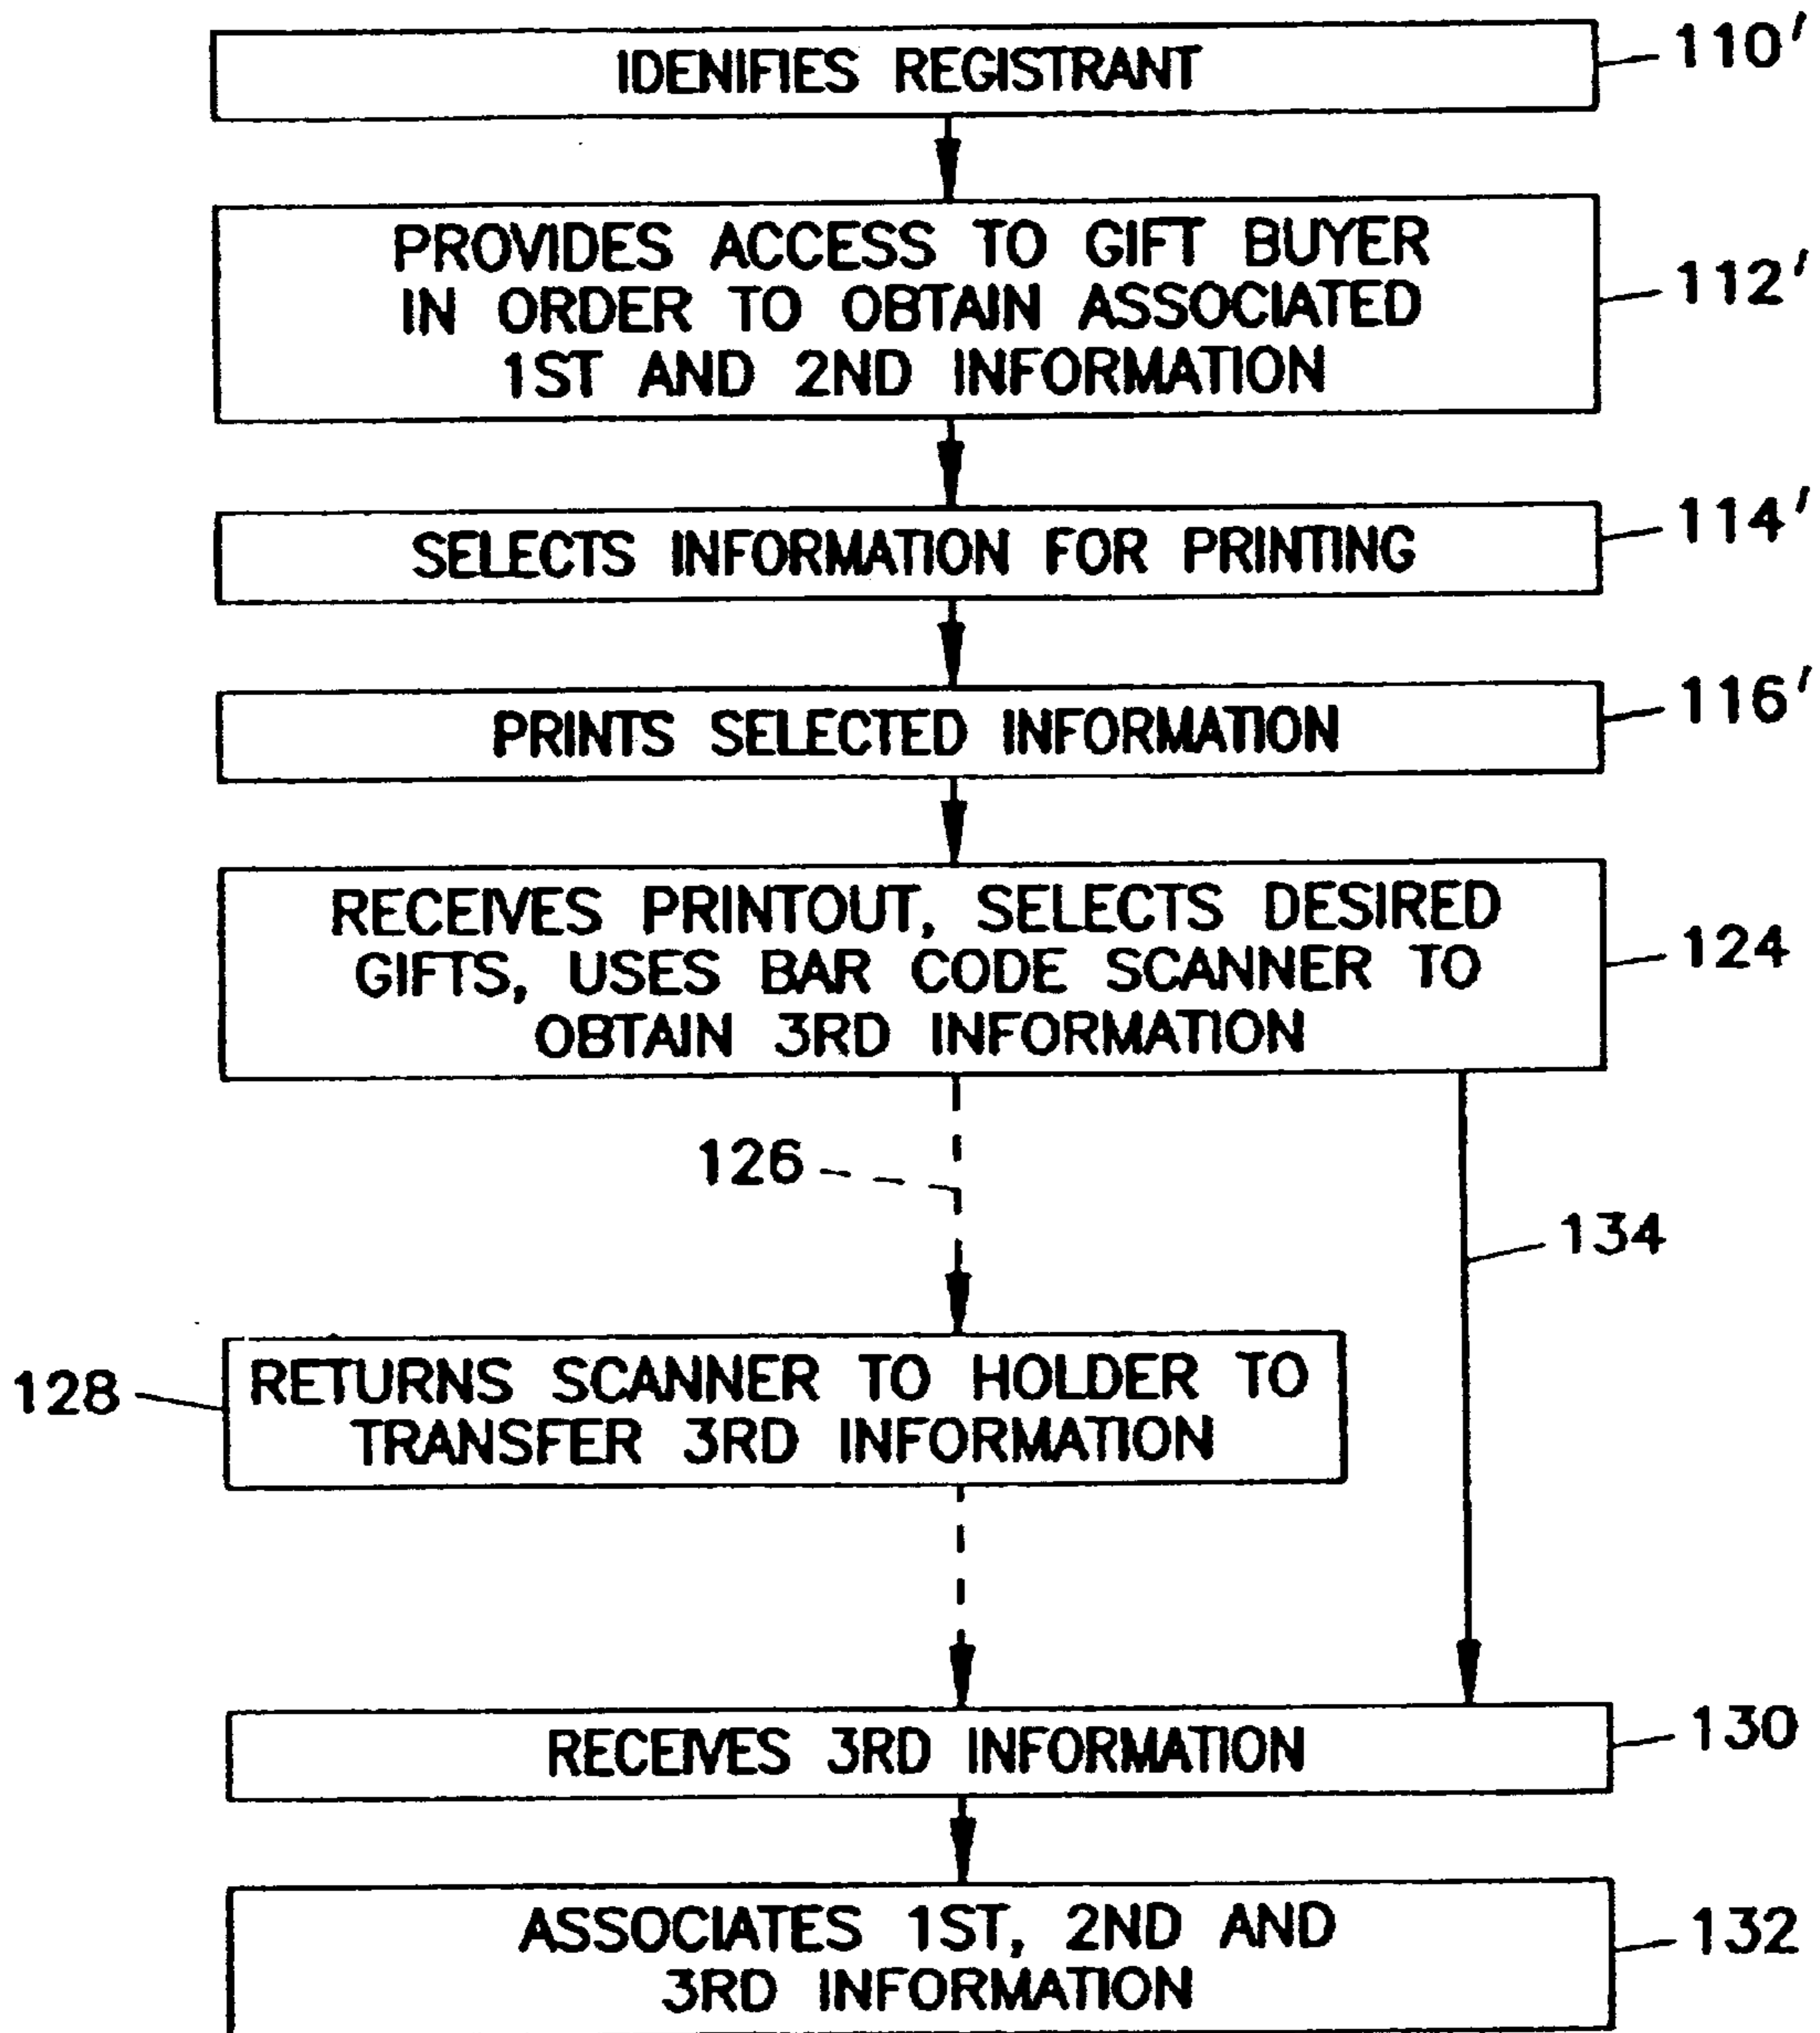 IDENIFIES REGISTRANT
110'
PROVIDES ACCESS TO GIFT BUYER
IN ORDER TO OBTAIN ASSOCIATED
1ST AND 2ND INFORMATION
112'
SELECTS INFORMATION FOR PRINTING
114'
PRINTS SELECTED INFORMATION
116'
RECEIVES PRINTOUT, SELECTS DESIRED
GIFTS, USES BAR CODE SCANNER TO
OBTAIN 3RD INFORMATION
124
126
134
128
RETURNS SCANNER TO HOLDER TO
TRANSFER 3RD INFORMATION
RECEIVES 3RD INFORMATION
130
ASSOCIATES 1ST, 2ND AND
3RD INFORMATION
132